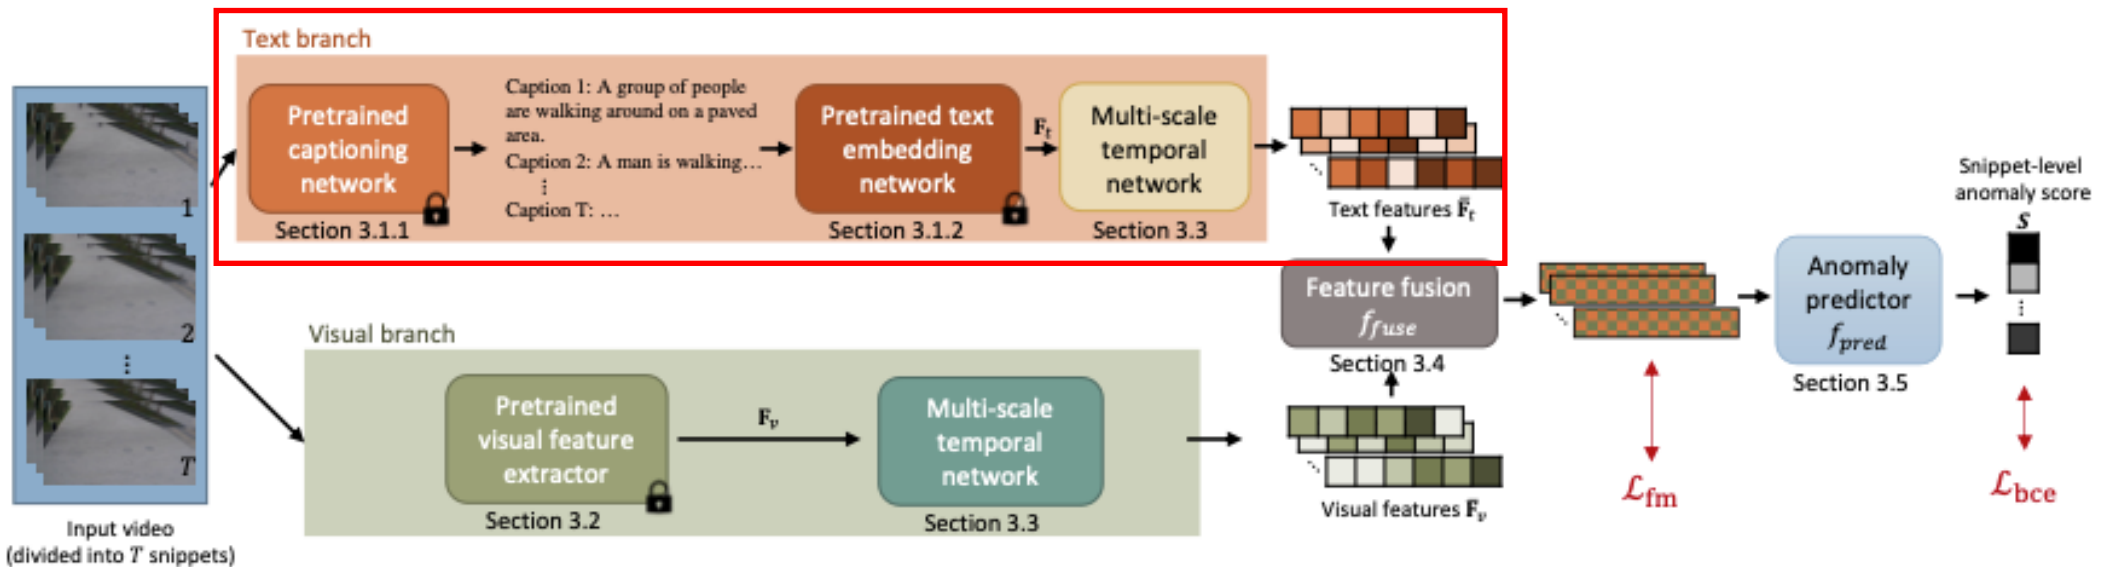 Text branch
Pretrained
captioning
network
Section 3.1.1
Caption 1: A group of people
are walking around on a paved
area.
Caption 2: A man is walking…
⋮
Caption T: …
Pretrained text
embedding
network
Section 3.1.2
F_t
Multi-scale
temporal
network
Section 3.3
Text features F̄_t
1
2
⋮
T
Input video
(divided into T snippets)
Visual branch
Pretrained
visual feature
extractor
Section 3.2
F_v
Multi-scale
temporal
network
Section 3.3
Visual features F̄_v
Feature fusion
f_fuse
Section 3.4
ℒ_fm
Anomaly
predictor
f_pred
Section 3.5
Snippet-level
anomaly score
S
⋮
ℒ_bce